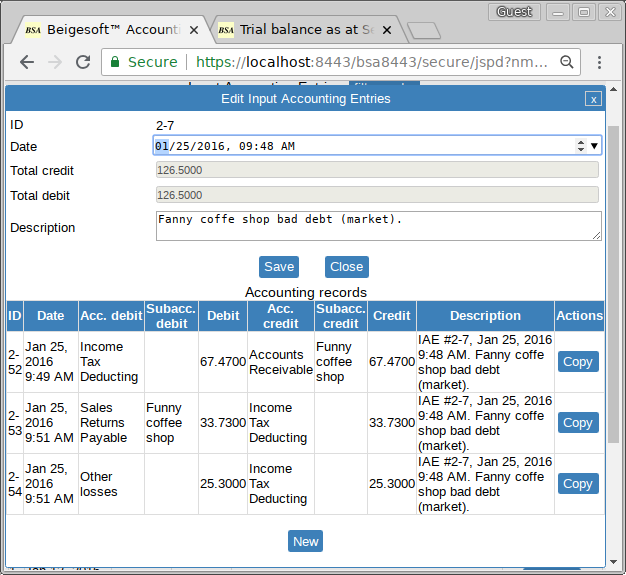 Guest
BSA Beigesoft™ Accounti
BSA Trial balance as at Se
Secure https://localhost:8443/bsa8443/secure/jspd?nm...
Edit Input Accounting Entries x
ID 2-7
Date 01/25/2016, 09:48 AM
Total credit 126.5000
Total debit 126.5000
Description Fanny coffe shop bad debt (market).
Save Close
Accounting records
ID Date Acc. debit Subacc. debit Debit Acc. credit Subacc. credit Credit Description Actions
2-52 Jan 25, 2016 9:49 AM Income Tax Deducting 67.4700 Accounts Receivable Funny coffee shop 67.4700 IAE #2-7, Jan 25, 2016 9:48 AM. Fanny coffe shop bad debt (market). Copy
2-53 Jan 25, 2016 9:51 AM Sales Returns Payable Funny coffee shop 33.7300 Income Tax Deducting 33.7300 IAE #2-7, Jan 25, 2016 9:48 AM. Fanny coffe shop bad debt (market). Copy
2-54 Jan 25, 2016 9:51 AM Other losses 25.3000 Income Tax Deducting 25.3000 IAE #2-7, Jan 25, 2016 9:48 AM. Fanny coffe shop bad debt (market). Copy
New